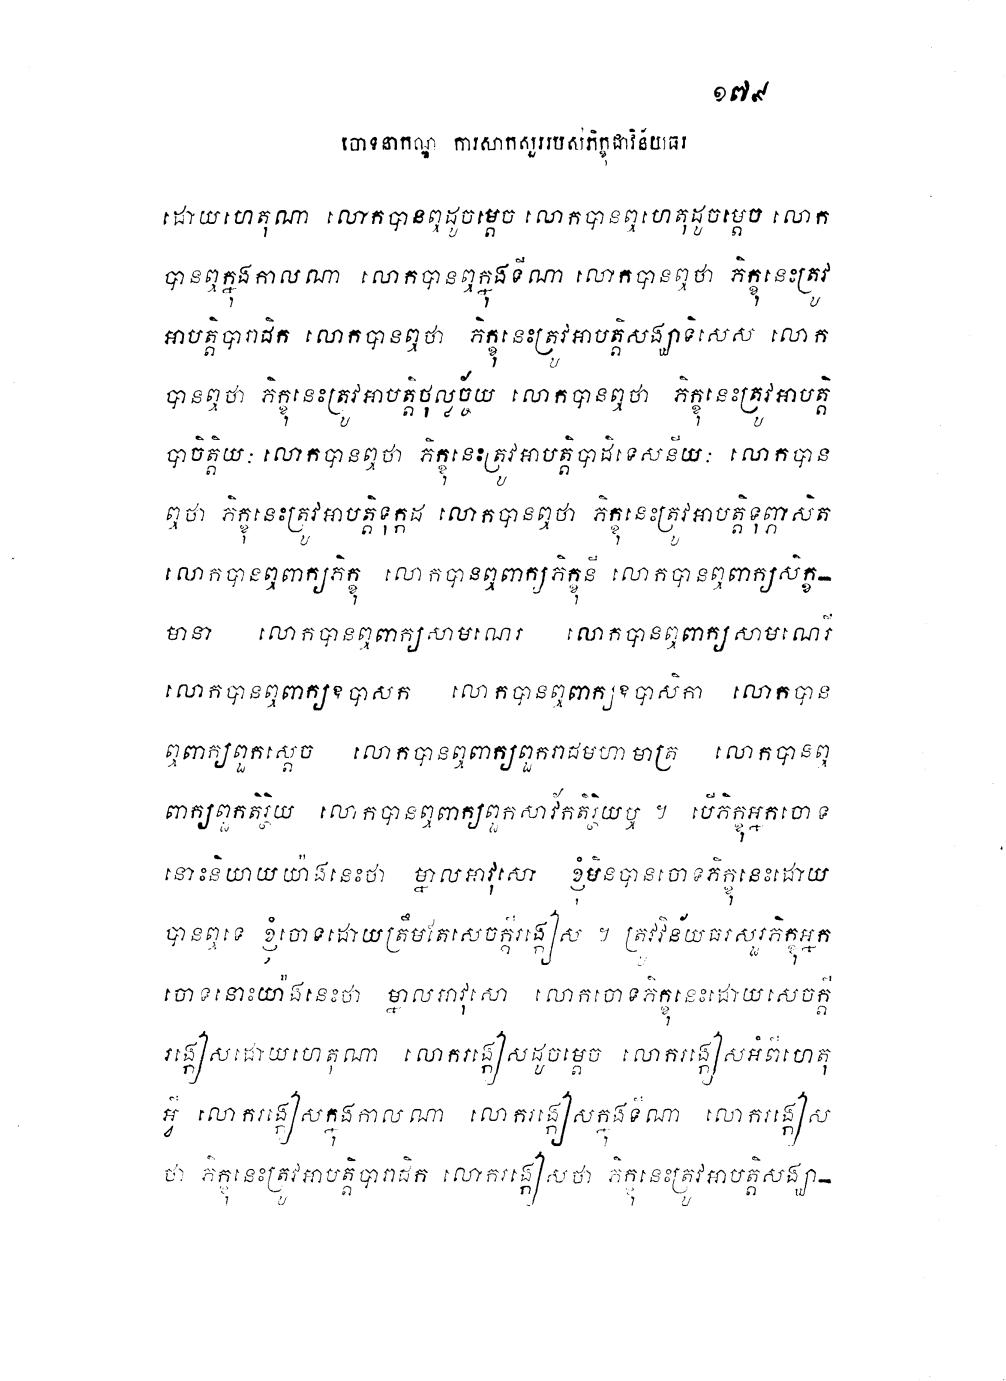 ១៧៩
ចោទនាកណ្ឌ ការសាកសួររបស់ភិក្ខុជាវិន័យធរ
ដោយហេតុណា លោកបានឮដូចម្តេច លោកបានឮហេតុដូចម្តេច លោក
បានឮក្នុងកាលណា លោកបានឮក្នុងទីណា លោកបានឮថា ភិក្ខុនេះត្រូវ
អាបត្តិបារាជិក លោកបានឮថា ភិក្ខុនេះត្រូវអាបត្តិសង្ឃាទិសេស លោក
បានឮថា ភិក្ខុនេះត្រូវអាបត្តិថុល្លច្ច័យ លោកបានឮថា ភិក្ខុនេះត្រូវអាបត្តិ
បាចិត្តិយៈ លោកបានឮថា ភិក្ខុនេះត្រូវអាបត្តិបាដិទេសនីយៈ លោកបាន
ឮថា ភិក្ខុនេះត្រូវអាបត្តិទុក្កដ លោកបានឮថា ភិក្ខុនេះត្រូវអាបត្តិទុព្ភាសិត
លោកបានឮពាក្យភិក្ខុ លោកបានឮពាក្យភិក្ខុនី លោកបានឮពាក្យសិក្ខ-
មានា លោកបានឮពាក្យសាមណេរ លោកបានឮពាក្យសាមណេរី
លោកបានឮពាក្យឧបាសក លោកបានឮពាក្យឧបាសិកា លោកបាន
ឮពាក្យពួកស្តេច លោកបានឮពាក្យពួករាជមហាមាត្រ លោកបានឮ
ពាក្យពួកតិរ្ថិយ លោកបានឮពាក្យពួកសាវ័កតិរ្ថិយឬ ។ បើភិក្ខុអ្នកចោទ
នោះនិយាយយ៉ាងនេះថា ម្នាលអាវុសោ ខ្ញុំមិនបានចោទភិក្ខុនេះដោយ
បានឮទេ ខ្ញុំចោទដោយត្រឹមតែសេចក្តីរង្កៀស ។ ត្រូវវិន័យធរសួរភិក្ខុអ្នក
ចោទនោះយ៉ាងនេះថា ម្នាលអាវុសោ លោកចោទភិក្ខុនេះដោយសេចក្តី
រង្កៀសដោយហេតុណា លោករង្កៀសដូចម្តេច លោករង្កៀសអំពីហេតុ
អ្វី លោករង្កៀសក្នុងកាលណា លោករង្កៀសក្នុងទីណា លោករង្កៀស
ថា ភិក្ខុនេះត្រូវអាបត្តិបារាជិក លោករង្កៀសថា ភិក្ខុនេះត្រូវអាបត្តិសង្ឃា-